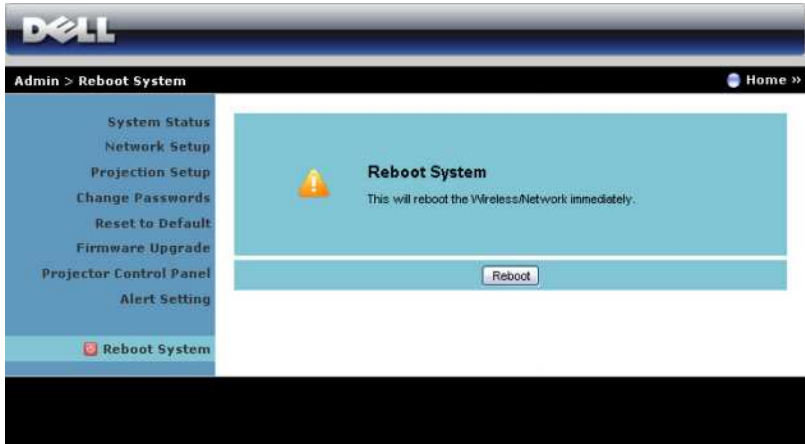 DELL
Admin > Reboot System
Home »
System Status
Network Setup
Projection Setup
Change Passwords
Reset to Default
Firmware Upgrade
Projector Control Panel
Alert Setting
Reboot System
Reboot System
This will reboot the Wireless/Network immediately.
Reboot